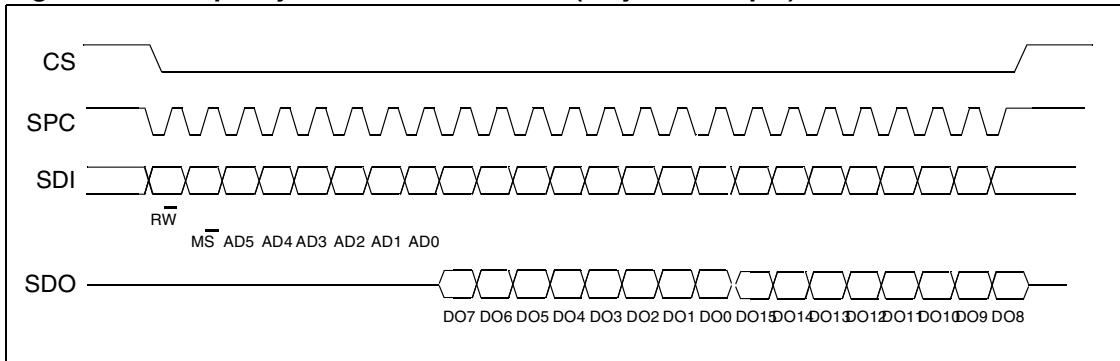 CS
SPC
SDI
RW̅
MS̅ AD5 AD4 AD3 AD2 AD1 AD0
SDO
DO7 DO6 DO5 DO4 DO3 DO2 DO1 DO0 DO15 DO14 DO13 DO12 DO11 DO10 DO9 DO8